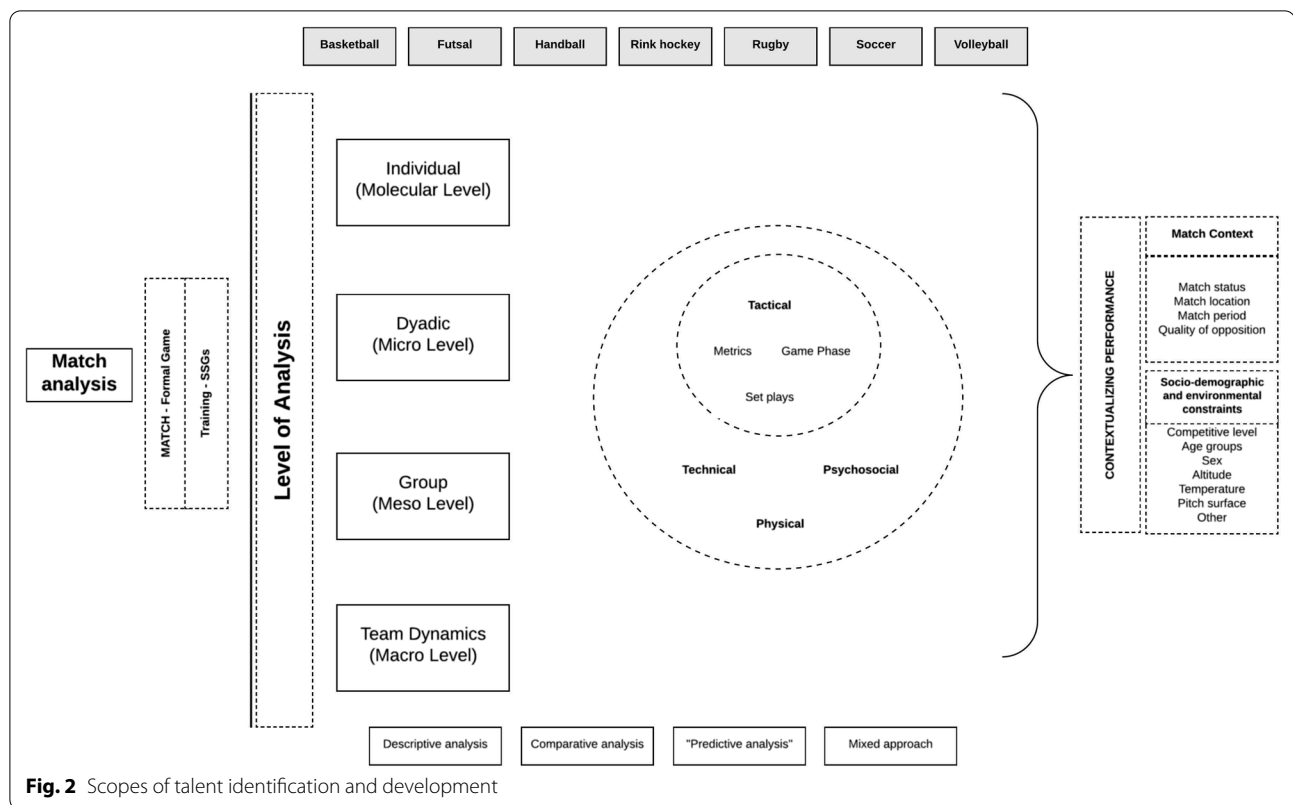 Basketball
Futsal
Handball
Rink hockey
Rugby
Soccer
Volleyball
Match
analysis
MATCH - Formal Game
Training - SSGs
Level of Analysis
Individual
(Molecular Level)
Dyadic
(Micro Level)
Group
(Meso Level)
Team Dynamics
(Macro Level)
Tactical
Metrics
Game Phase
Set plays
Technical
Psychosocial
Physical
CONTEXTUALIZING PERFORMANCE
Match Context
Match status
Match location
Match period
Quality of opposition
Socio-demographic
and environmental
constraints
Competitive level
Age groups
Sex
Altitude
Temperature
Pitch surface
Other
Descriptive analysis
Comparative analysis
"Predictive analysis"
Mixed approach
Fig. 2 Scopes of talent identification and development